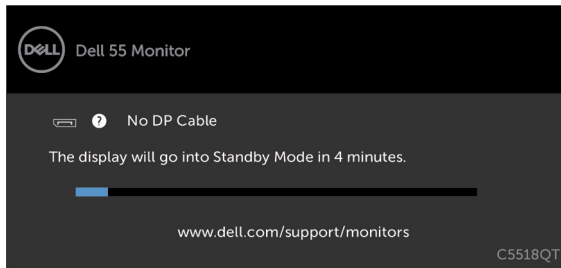 DELL
Dell 55 Monitor
? No DP Cable
The display will go into Standby Mode in 4 minutes.
www.dell.com/support/monitors
C5518QT